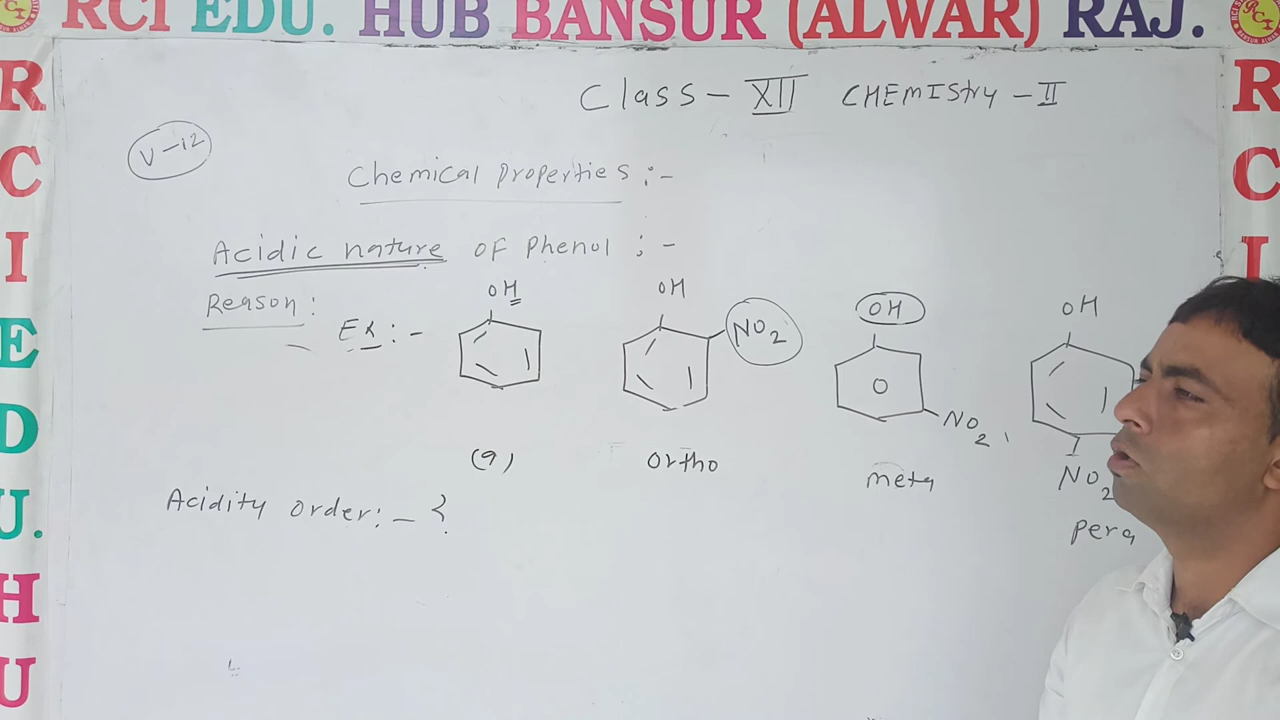 RCI EDU. HUB BANSUR (ALWAR) RAJ.
R
C
I
E
D
U.
H
U
R
C
I
Class - XII CHEMIStry - II
V-12
Chemical properties :-
Acidic nature OF Phenol :-
Reason :
Ex :-
OH
OH
NO2
OH
NO2 ,
OH
NO2
(a)
Ortho
meta
pera
Acidity order : - ?